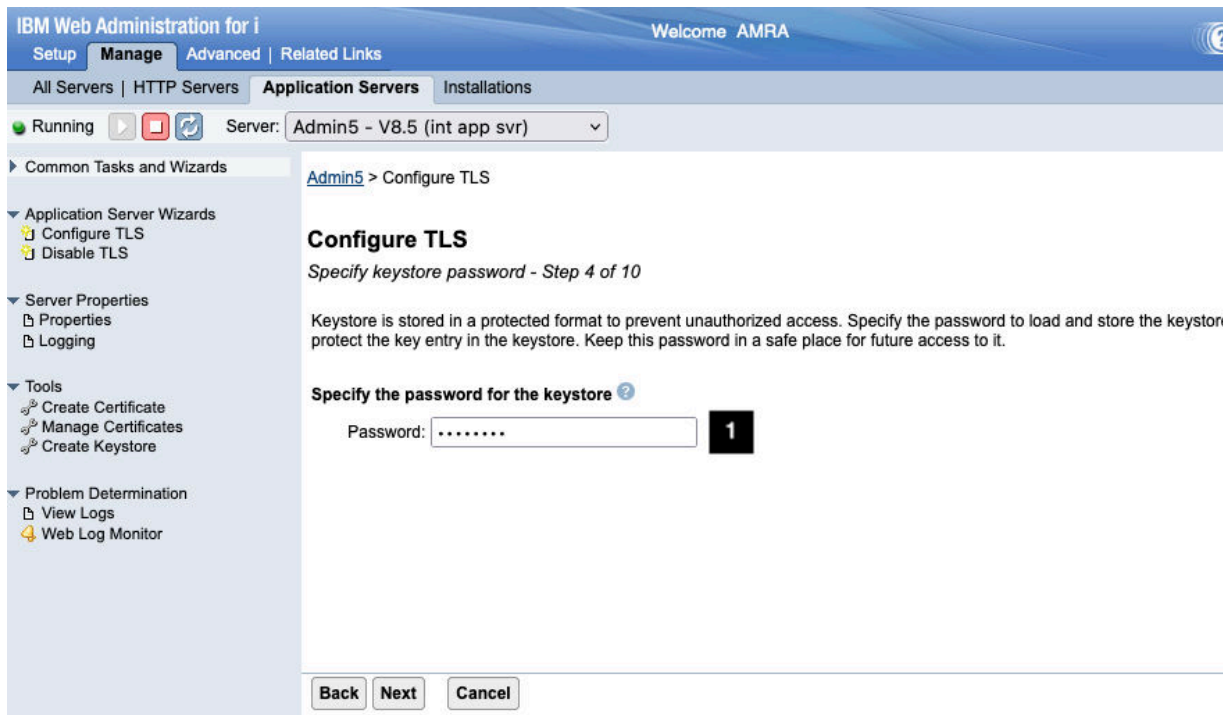 IBM Web Administration for i
Welcome AMRA
Setup Manage Advanced | Related Links
All Servers | HTTP Servers Application Servers Installations
Running Server: Admin5 - V8.5 (int app svr)
Common Tasks and Wizards
Application Server Wizards
Configure TLS
Disable TLS
Server Properties
Properties
Logging
Tools
Create Certificate
Manage Certificates
Create Keystore
Problem Determination
View Logs
Web Log Monitor
Admin5 > Configure TLS
Configure TLS
Specify keystore password - Step 4 of 10
Keystore is stored in a protected format to prevent unauthorized access. Specify the password to load and store the keystore
protect the key entry in the keystore. Keep this password in a safe place for future access to it.
Specify the password for the keystore ?
Password: ........ 1
Back Next Cancel